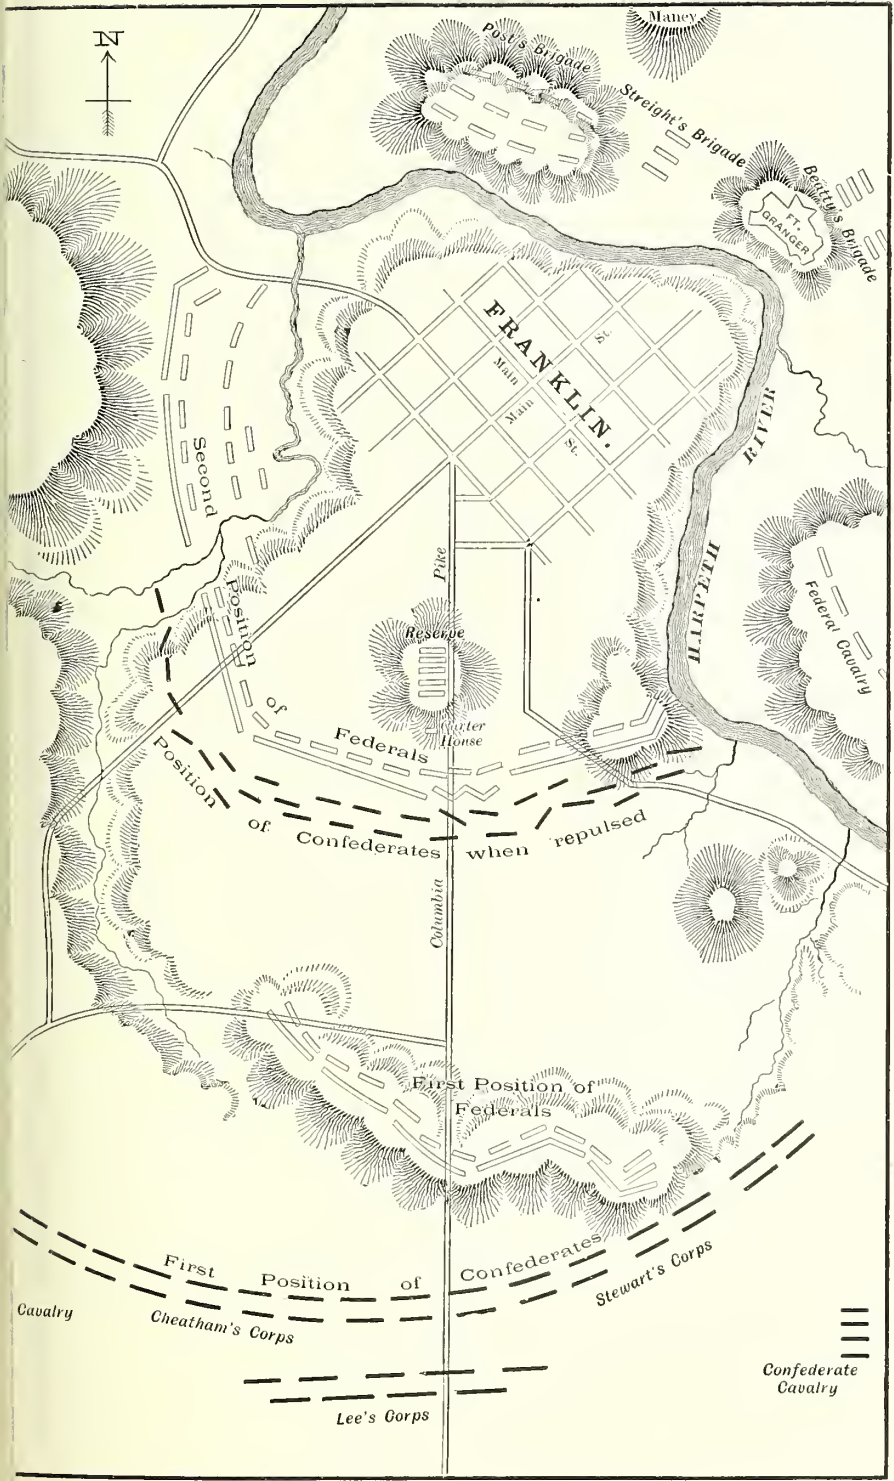 N
Maney
Post's Brigade
Streight's Brigade
Beatty's Brigade
FT.
GRANGER
FRANKLIN.
St.
Main
Main
St.
HARPETH RIVER
Federal Cavalry
Second Position of Federals
Pike
Reserve
Carter
House
Position of Confederates when repulsed
Columbia
First Position of
Federals
First Position of Confederates
Stewart's Corps
Cavalry
Cheatham's Corps
Lee's Corps
Confederate
Cavalry